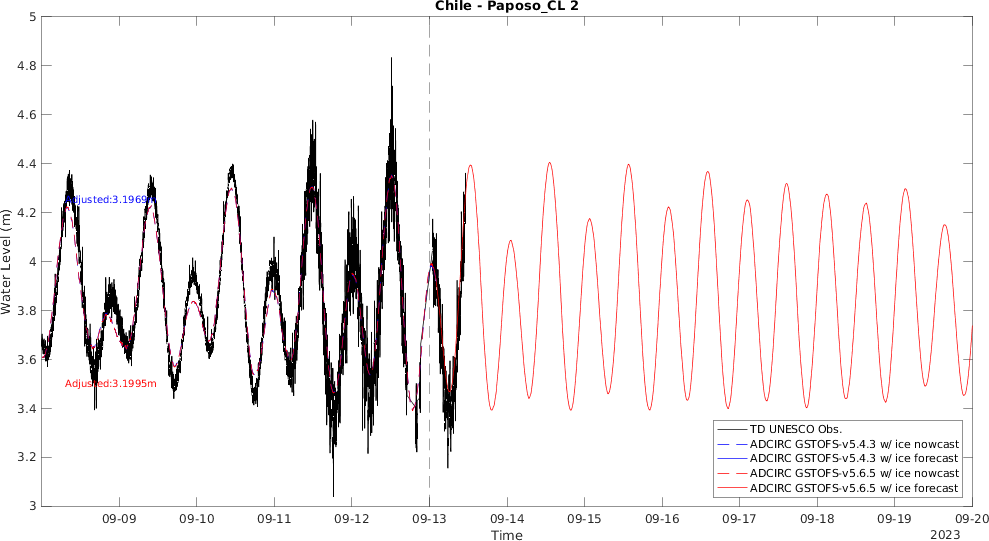 Chile - Paposo_CL 2
5
4.8
4.6
4.4
4.2
4
3.8
3.6
3.4
3.2
3
Water Level (m)
Adjusted:3.1969m
Adjusted:3.1995m
TD UNESCO Obs.
ADCIRC GSTOFS-v5.4.3 w/ ice nowcast
ADCIRC GSTOFS-v5.4.3 w/ ice forecast
ADCIRC GSTOFS-v5.6.5 w/ ice nowcast
ADCIRC GSTOFS-v5.6.5 w/ ice forecast
09-09 09-10 09-11 09-12 09-13 09-14 09-15 09-16 09-17 09-18 09-19 09-20
Time
2023